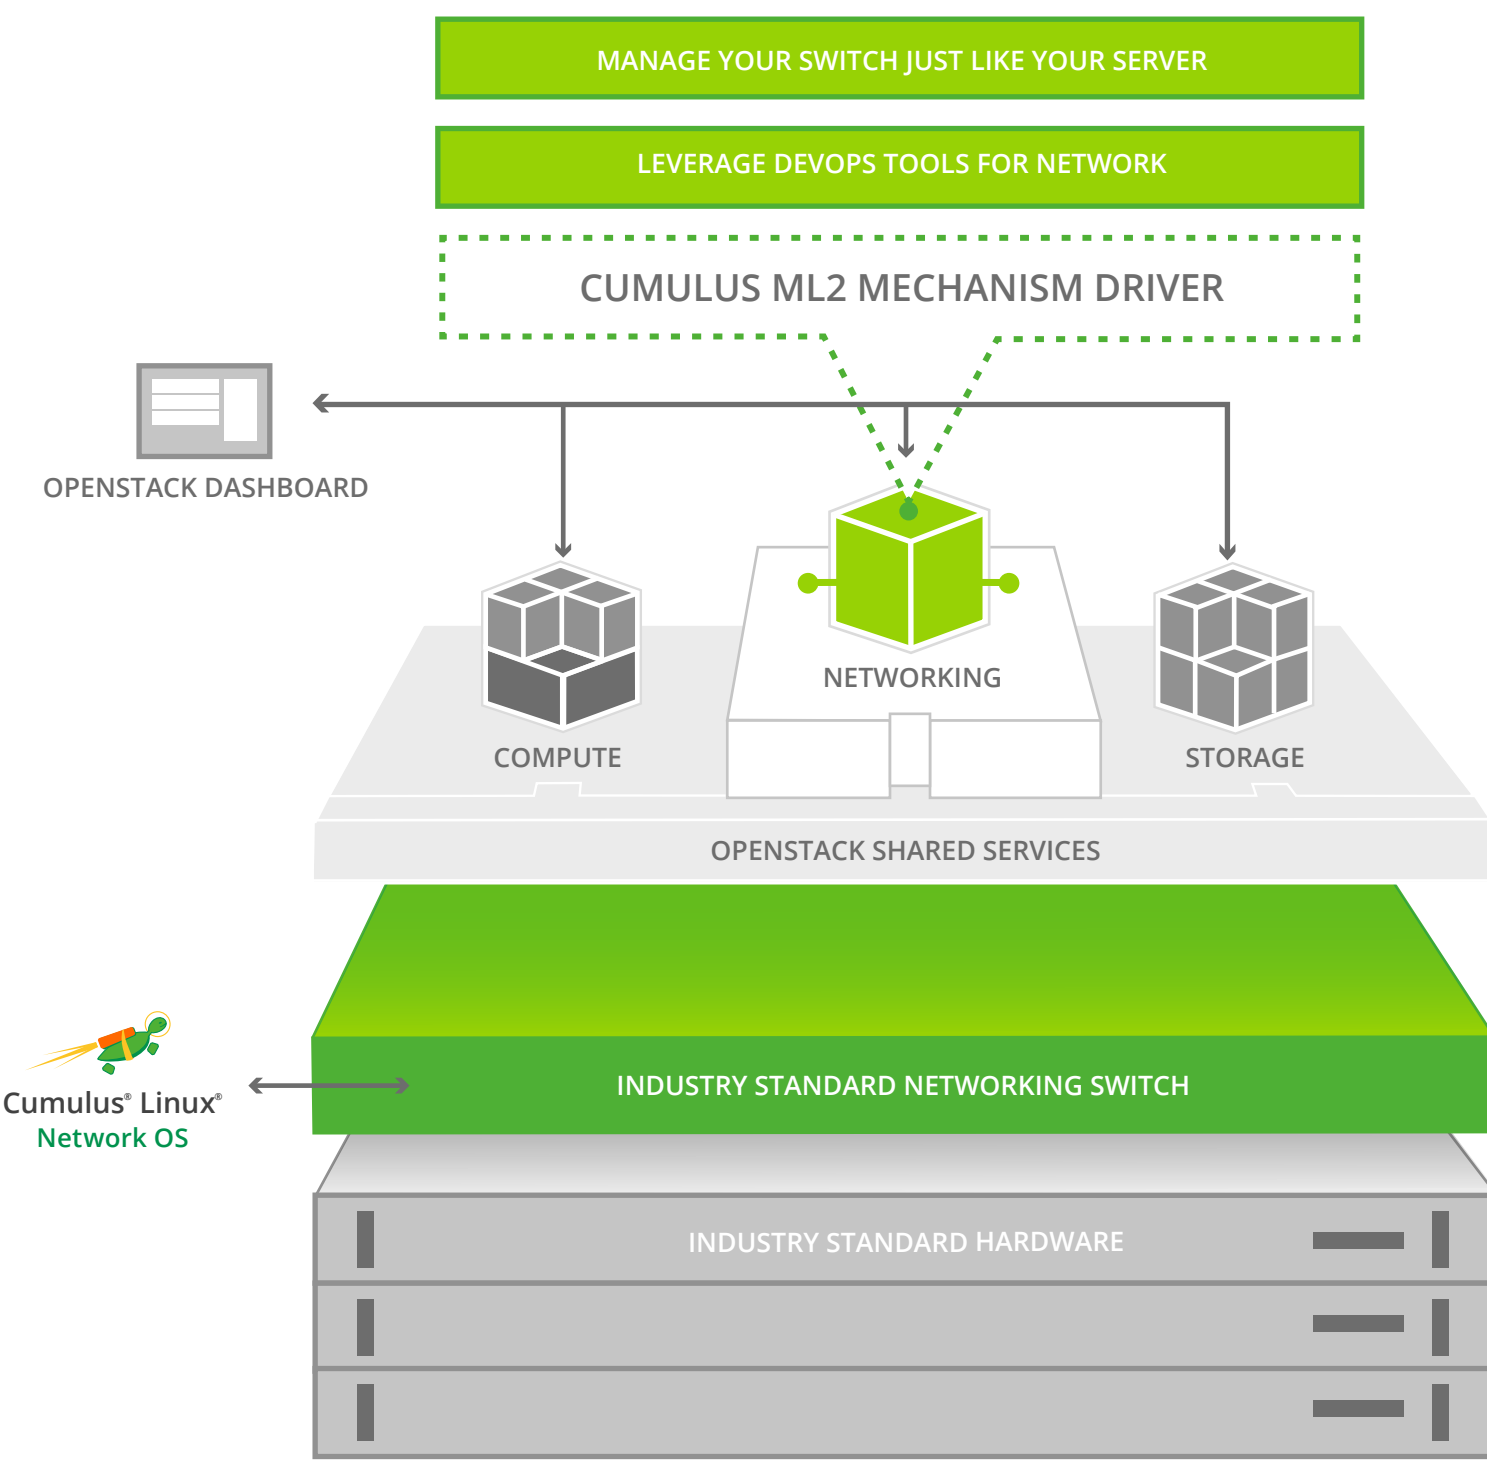 MANAGE YOUR SWITCH JUST LIKE YOUR SERVER
LEVERAGE DEVOPS TOOLS FOR NETWORK
CUMULUS ML2 MECHANISM DRIVER
OPENSTACK DASHBOARD
NETWORKING
COMPUTE
STORAGE
OPENSTACK SHARED SERVICES
INDUSTRY STANDARD NETWORKING SWITCH
Cumulus® Linux®
Network OS
INDUSTRY STANDARD HARDWARE